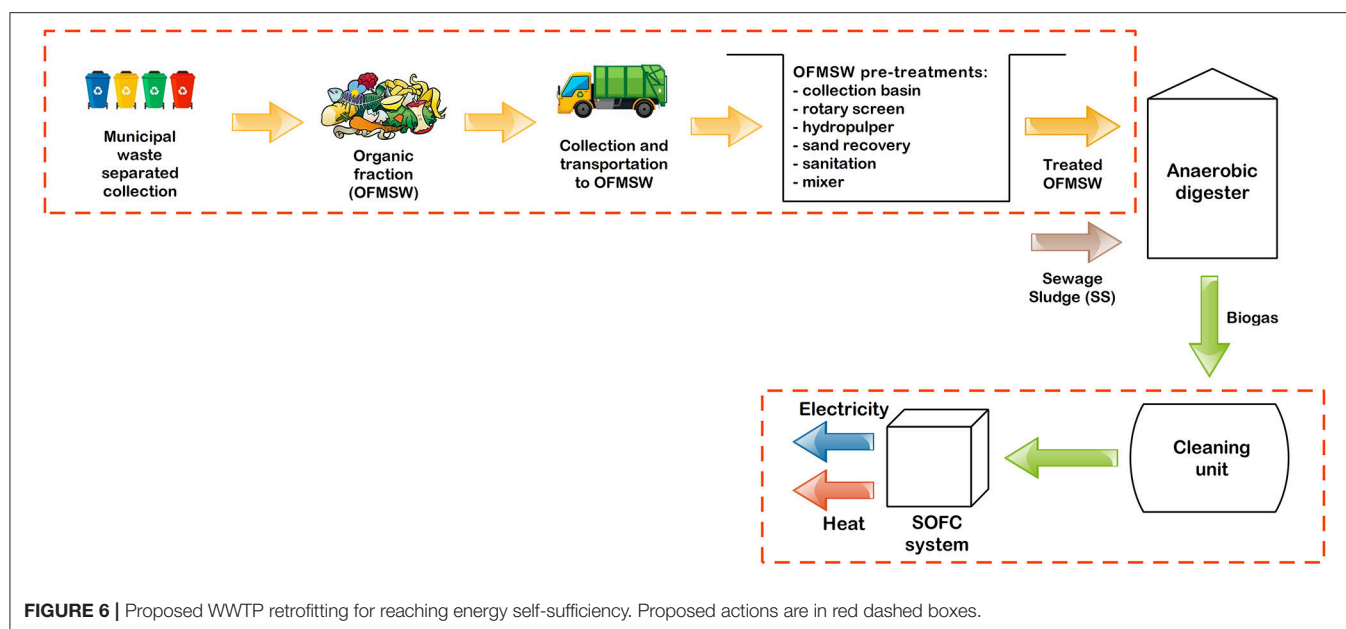 Municipal
waste
separated
collection
Organic
fraction
(OFMSW)
Collection and
transportation
to OFMSW
OFMSW pre-treatments:
- collection basin
- rotary screen
- hydropulper
- sand recovery
- sanitation
- mixer
Treated
OFMSW
Anaerobic
digester
Sewage
Sludge (SS)
Biogas
Cleaning
unit
SOFC
system
Electricity
Heat
FIGURE 6 | Proposed WWTP retrofitting for reaching energy self-sufficiency. Proposed actions are in red dashed boxes.